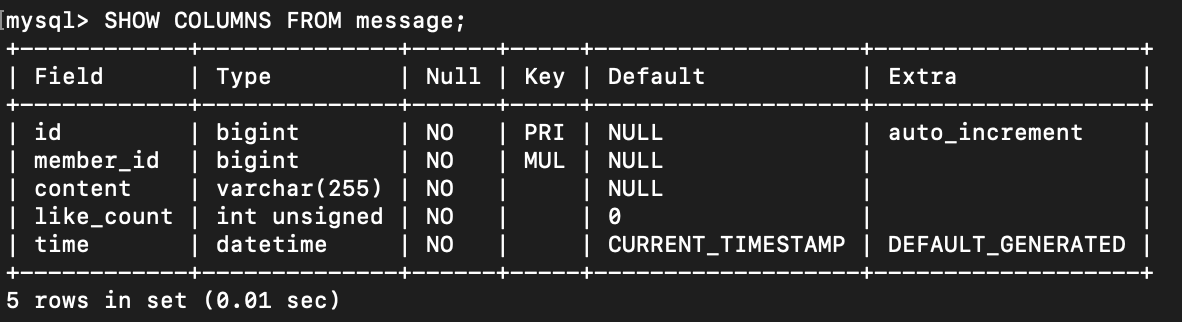 [mysql> SHOW COLUMNS FROM message;
+------------+--------------+------+-----+-------------------+-------------------+
| Field      | Type         | Null | Key | Default           | Extra             |
+------------+--------------+------+-----+-------------------+-------------------+
| id         | bigint       | NO   | PRI | NULL              | auto_increment    |
| member_id  | bigint       | NO   | MUL | NULL              |                   |
| content    | varchar(255) | NO   |     | NULL              |                   |
| like_count | int unsigned | NO   |     | 0                 |                   |
| time       | datetime     | NO   |     | CURRENT_TIMESTAMP | DEFAULT_GENERATED |
+------------+--------------+------+-----+-------------------+-------------------+
5 rows in set (0.01 sec)